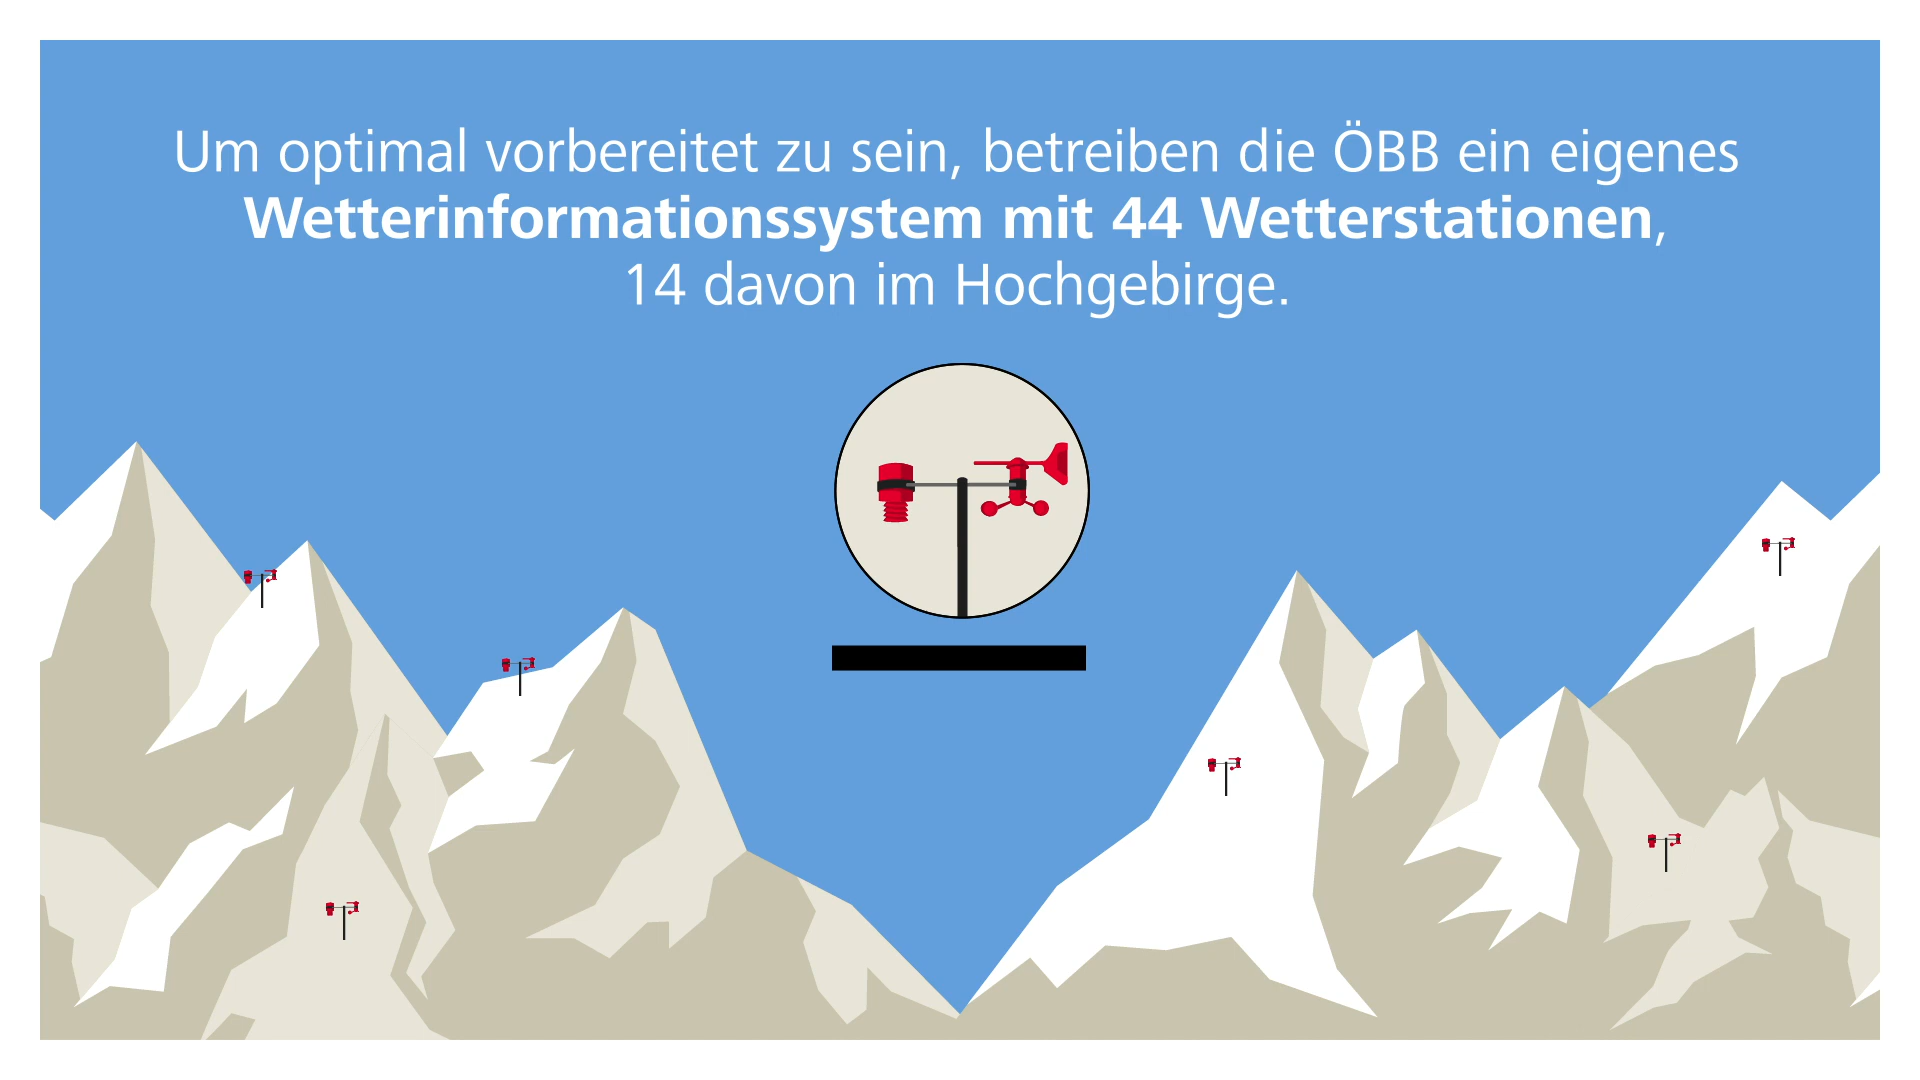 Um optimal vorbereitet zu sein, betreiben die ÖBB ein eigenes
Wetterinformationssystem mit 44 Wetterstationen,
14 davon im Hochgebirge.